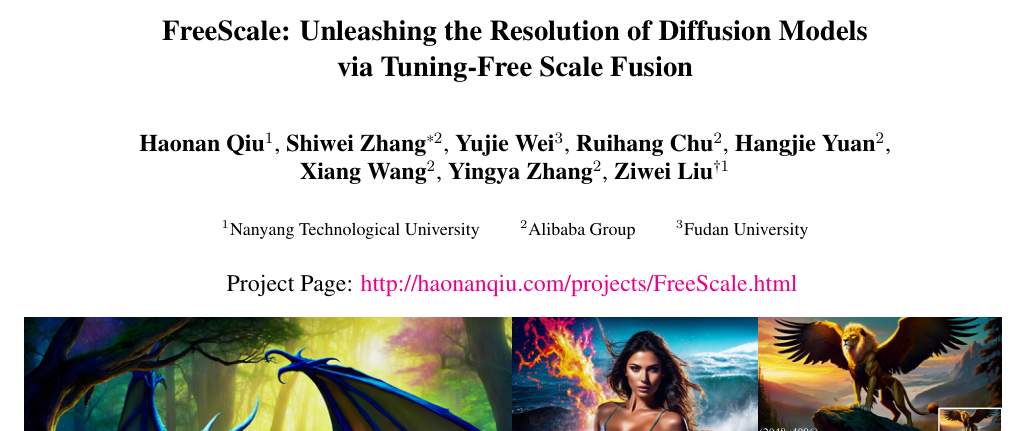 FreeScale: Unleashing the Resolution of Diffusion Models
via Tuning-Free Scale Fusion
Haonan Qiu¹, Shiwei Zhang*², Yujie Wei³, Ruihang Chu², Hangjie Yuan²,
Xiang Wang², Yingya Zhang², Ziwei Liu†¹
¹Nanyang Technological University ²Alibaba Group ³Fudan University
Project Page: http://haonanqiu.com/projects/FreeScale.html